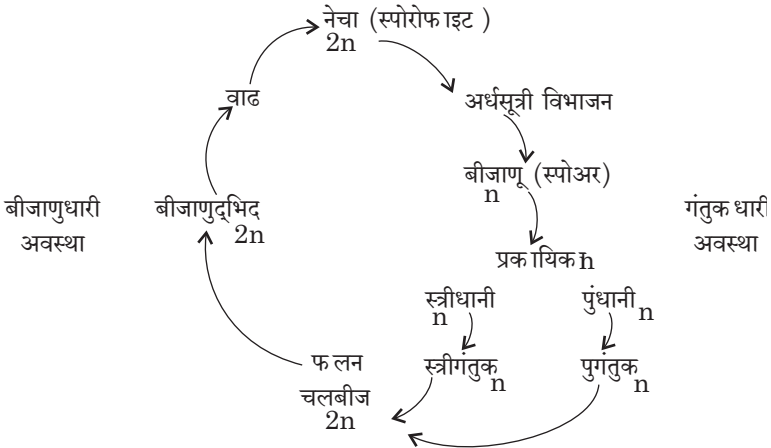 नेचा (स्पोरोफाइट)
2n
वाढ
अर्धसूत्री विभाजन
बीजाणू (स्पोअर)
n
बीजाणुधारी
अवस्था
बीजाणुद्‌भिद
2n
गंतुकधारी
अवस्था
प्रकायिका n
स्त्रीधानी
n
पुंधानी n
फलन
स्त्रीगंतुक n
पुगंतुक n
चलबीज
2n